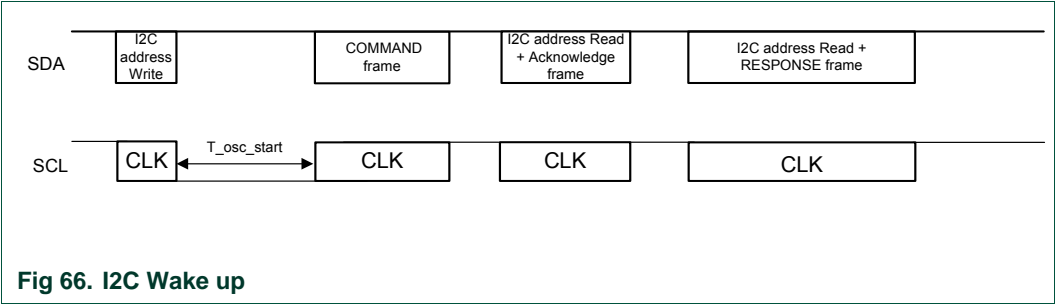 I2C
address
Write
COMMAND
frame
I2C address Read
+ Acknowledge
frame
I2C address Read +
RESPONSE frame
SDA
T_osc_start
SCL
CLK
CLK
CLK
CLK
Fig 66. I2C Wake up